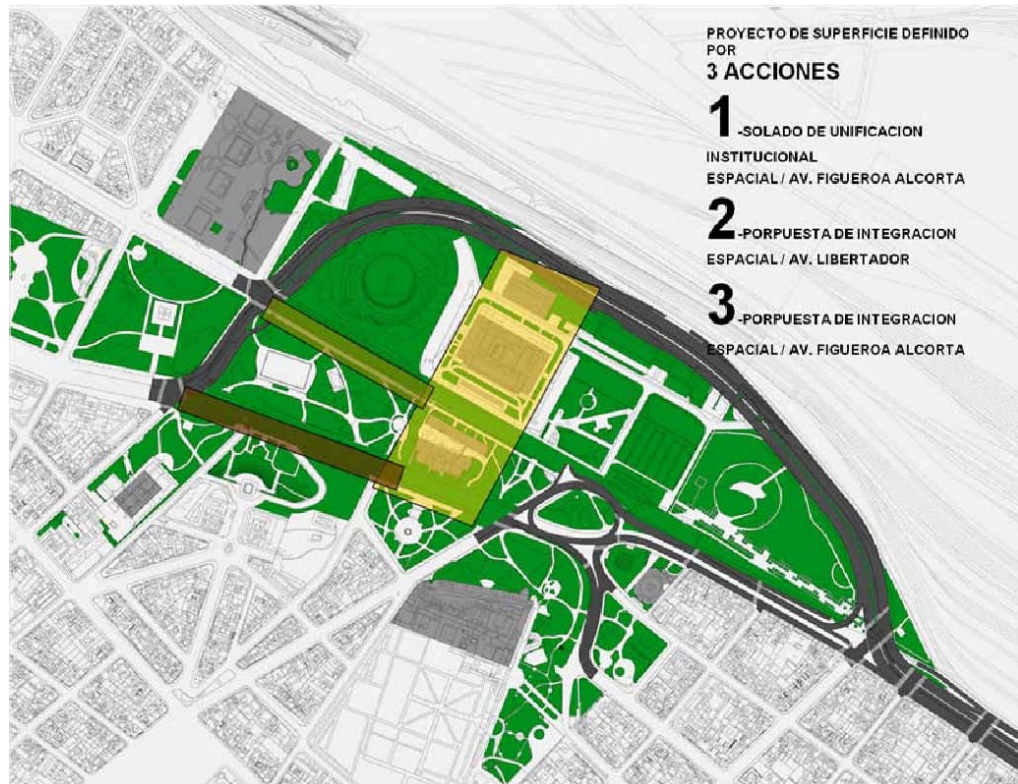 PROYECTO DE SUPERFICIE DEFINIDO
POR
3 ACCIONES
1-SOLADO DE UNIFICACION
INSTITUCIONAL
ESPACIAL / AV. FIGUEROA ALCORTA
2-PORPUESTA DE INTEGRACION
ESPACIAL / AV. LIBERTADOR
3-PORPUESTA DE INTEGRACION
ESPACIAL / AV. FIGUEROA ALCORTA